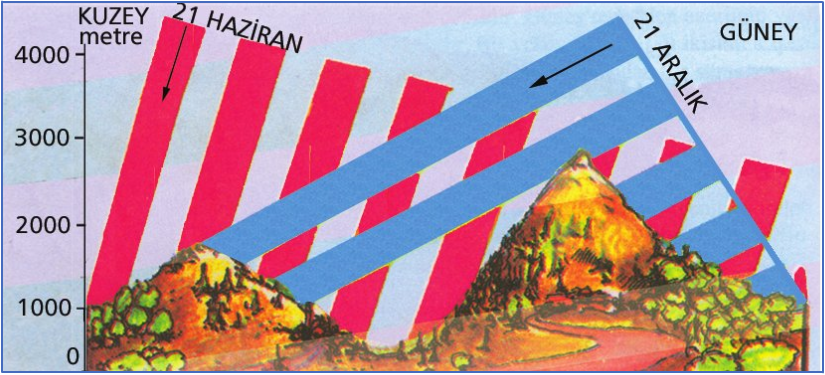 KUZEY
metre
21 HAZİRAN
21 ARALIK
GÜNEY
4000
3000
2000
1000
0